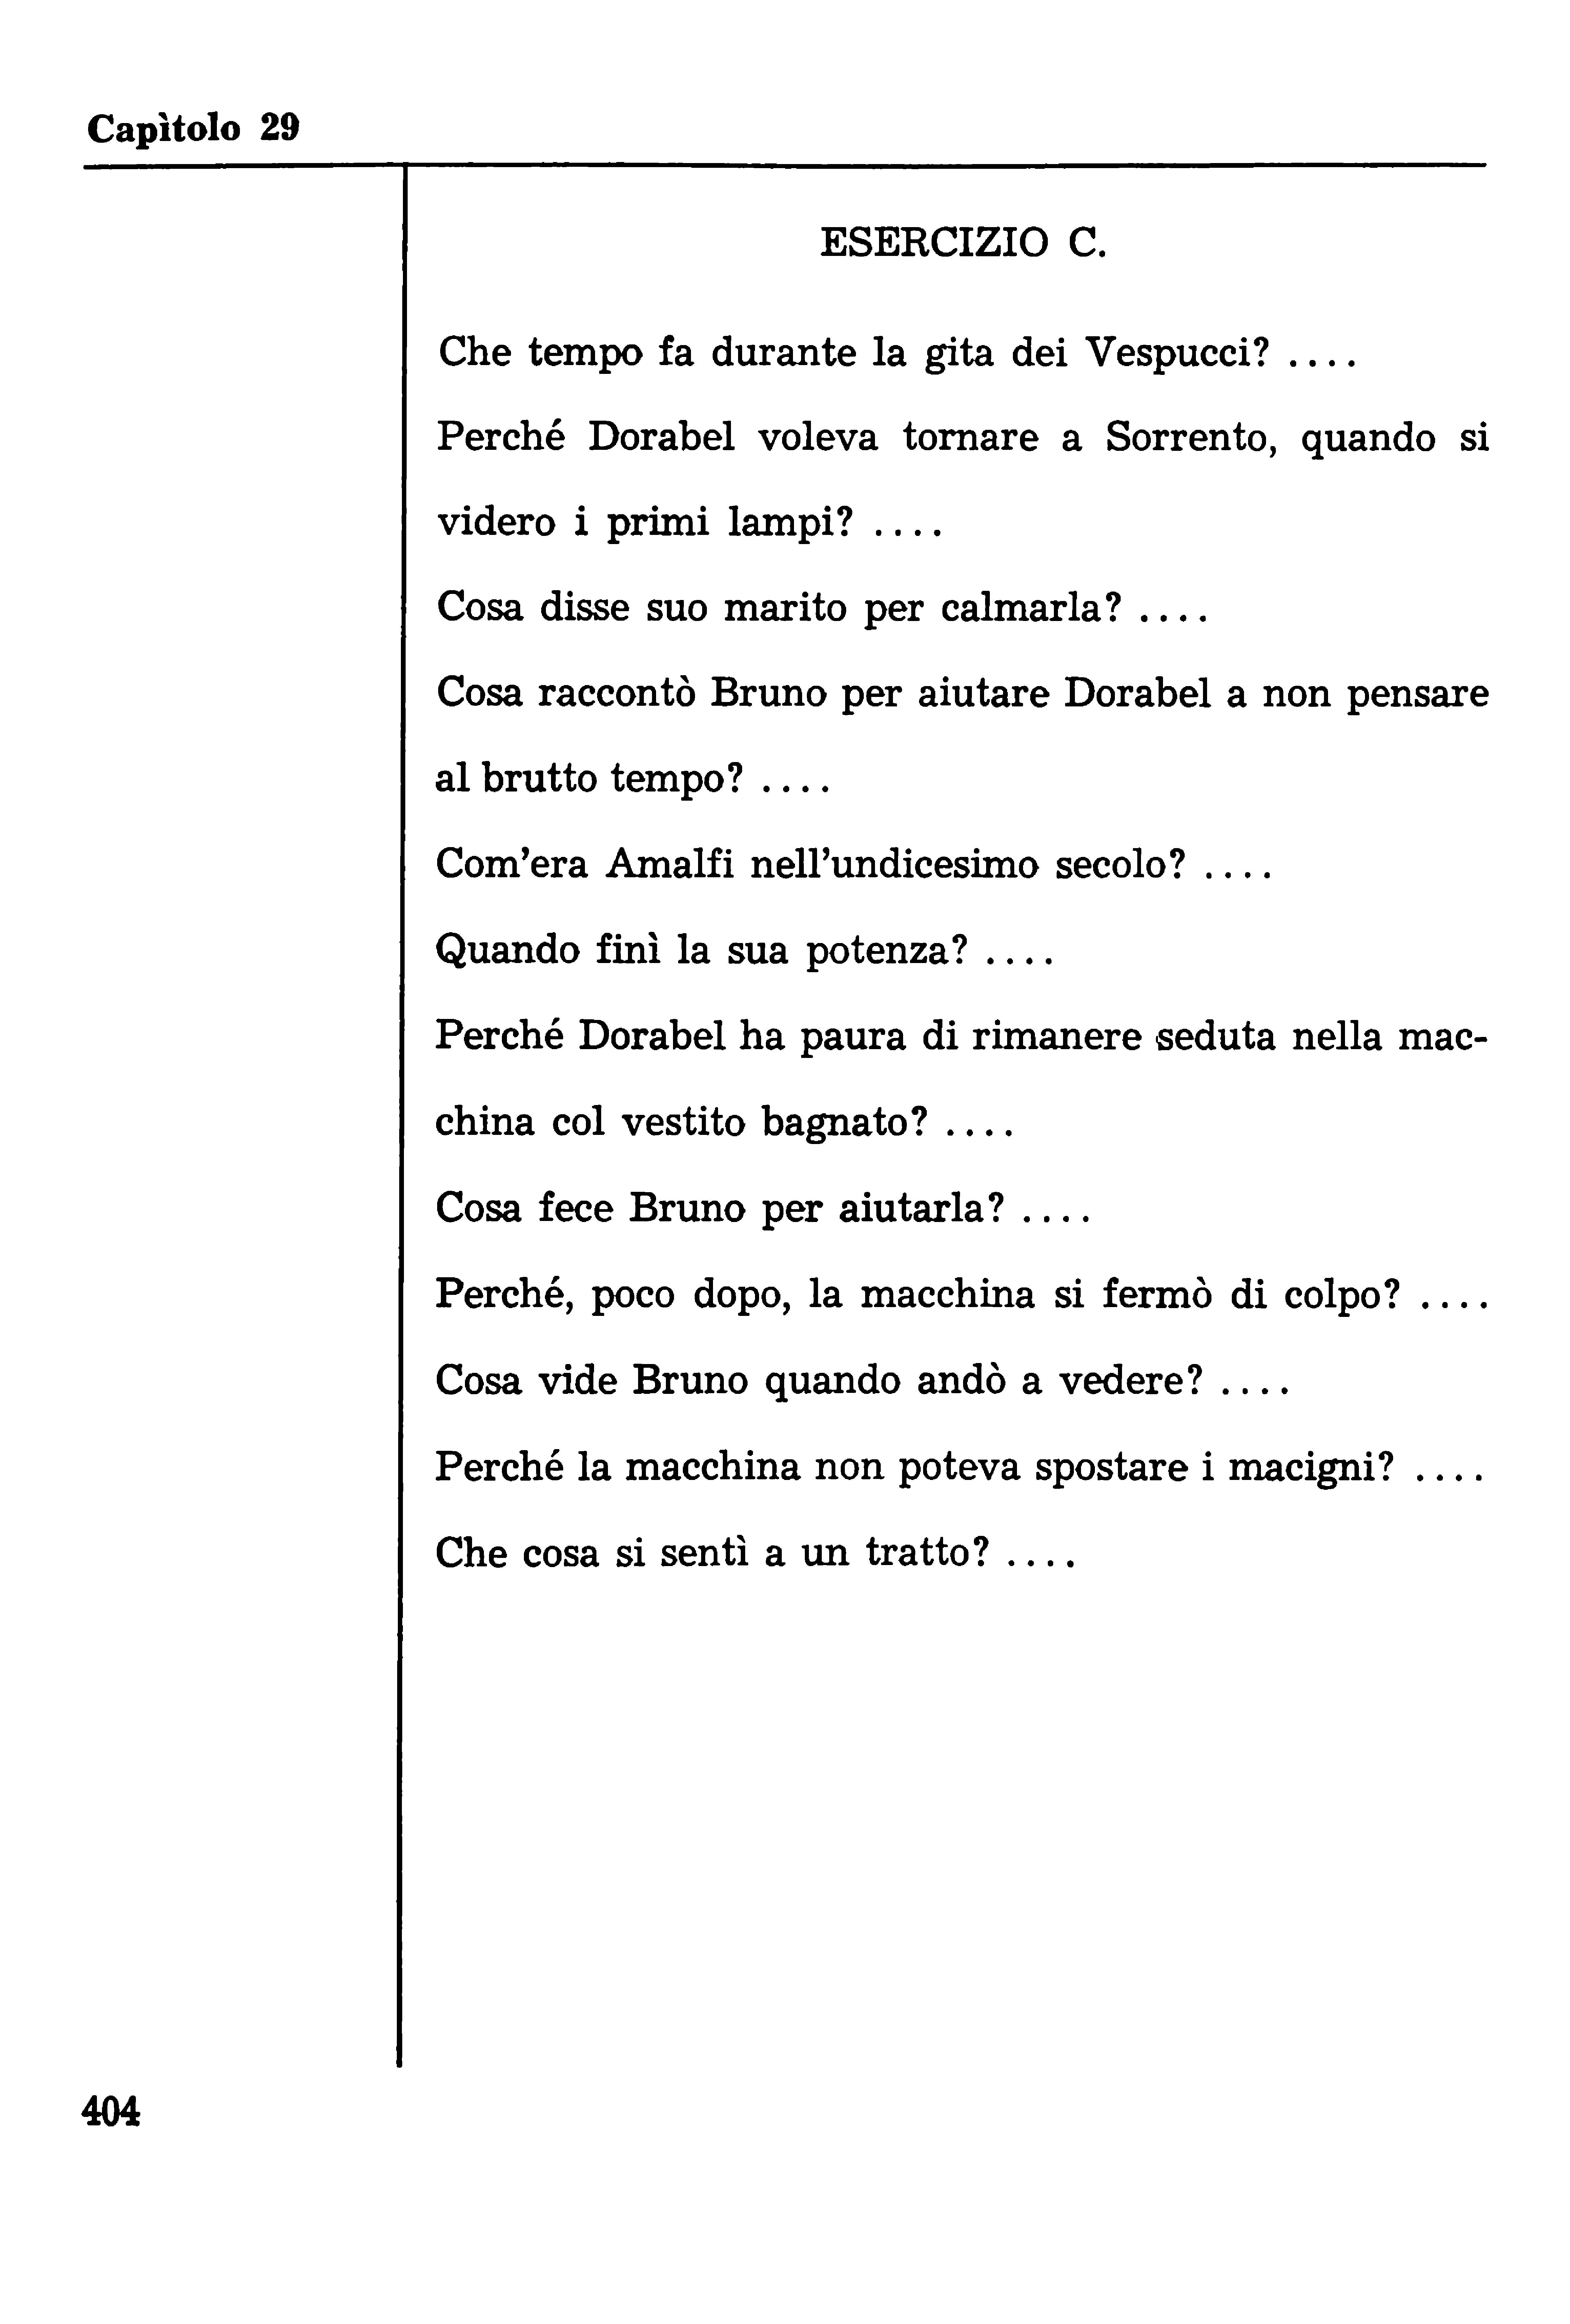 Capìtolo 29
ESERCIZIO C.
Che tempo fa durante la gita dei Vespucci? ....
Perché Dorabel voleva tornare a Sorrento, quando si
videro i primi lampi? ....
Cosa disse suo marito per calmarla? ....
Cosa raccontò Bruno per aiutare Dorabel a non pensare
al brutto tempo? ....
Com'era Amalfi nell'undicesimo secolo? ....
Quando finì la sua potenza? ....
Perché Dorabel ha paura di rimanere seduta nella mac-
china col vestito bagnato? ....
Cosa fece Bruno per aiutarla? ....
Perché, poco dopo, la macchina si fermò di colpo? ....
Cosa vide Bruno quando andò a vedere? ....
Perché la macchina non poteva spostare i macigni? ....
Che cosa si sentì a un tratto? ....
404